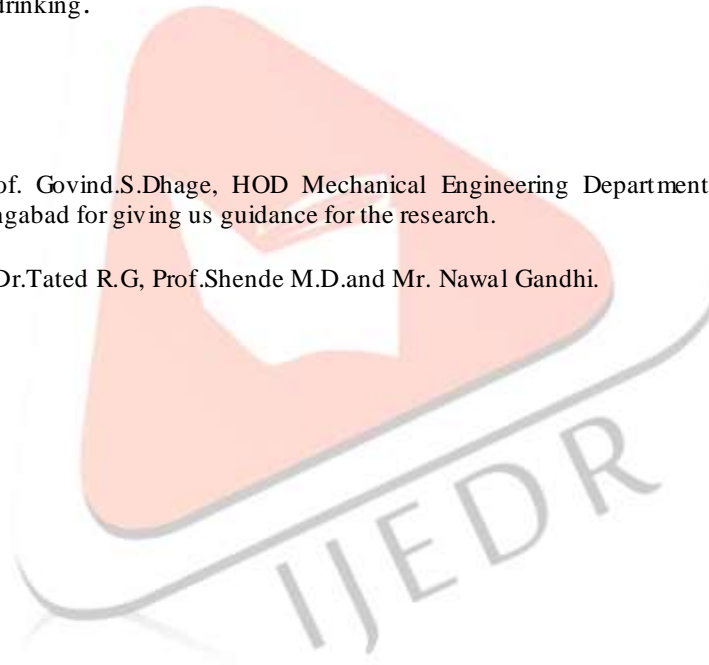 drinking.
of. Govind.S.Dhage, HOD Mechanical Engineering Department
ngabad for giving us guidance for the research.
Dr.Tated R.G, Prof.Shende M.D.and Mr. Nawal Gandhi.
IJEDR